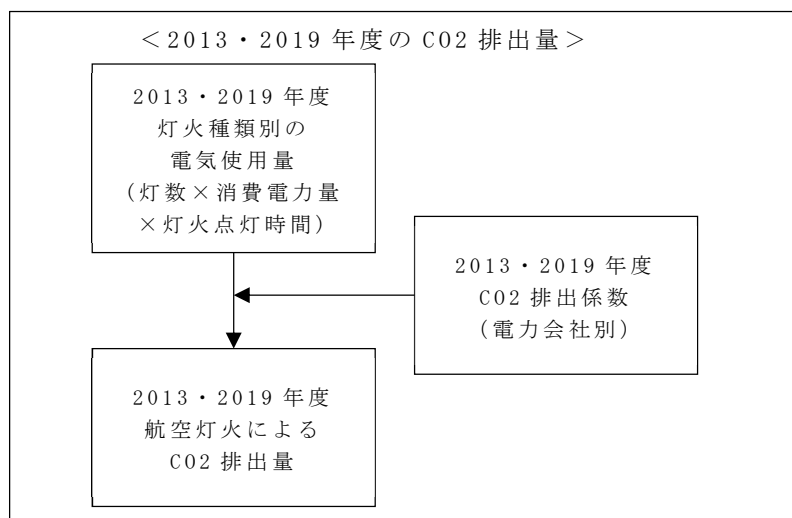 ＜2013・2019 年度の CO2 排出量＞
2013・2019 年度
灯火種類別の
電気使用量
(灯数×消費電力量
×灯火点灯時間)
2013・2019 年度
CO2 排出係数
(電力会社別)
2013・2019 年度
航空灯火による
CO2 排出量